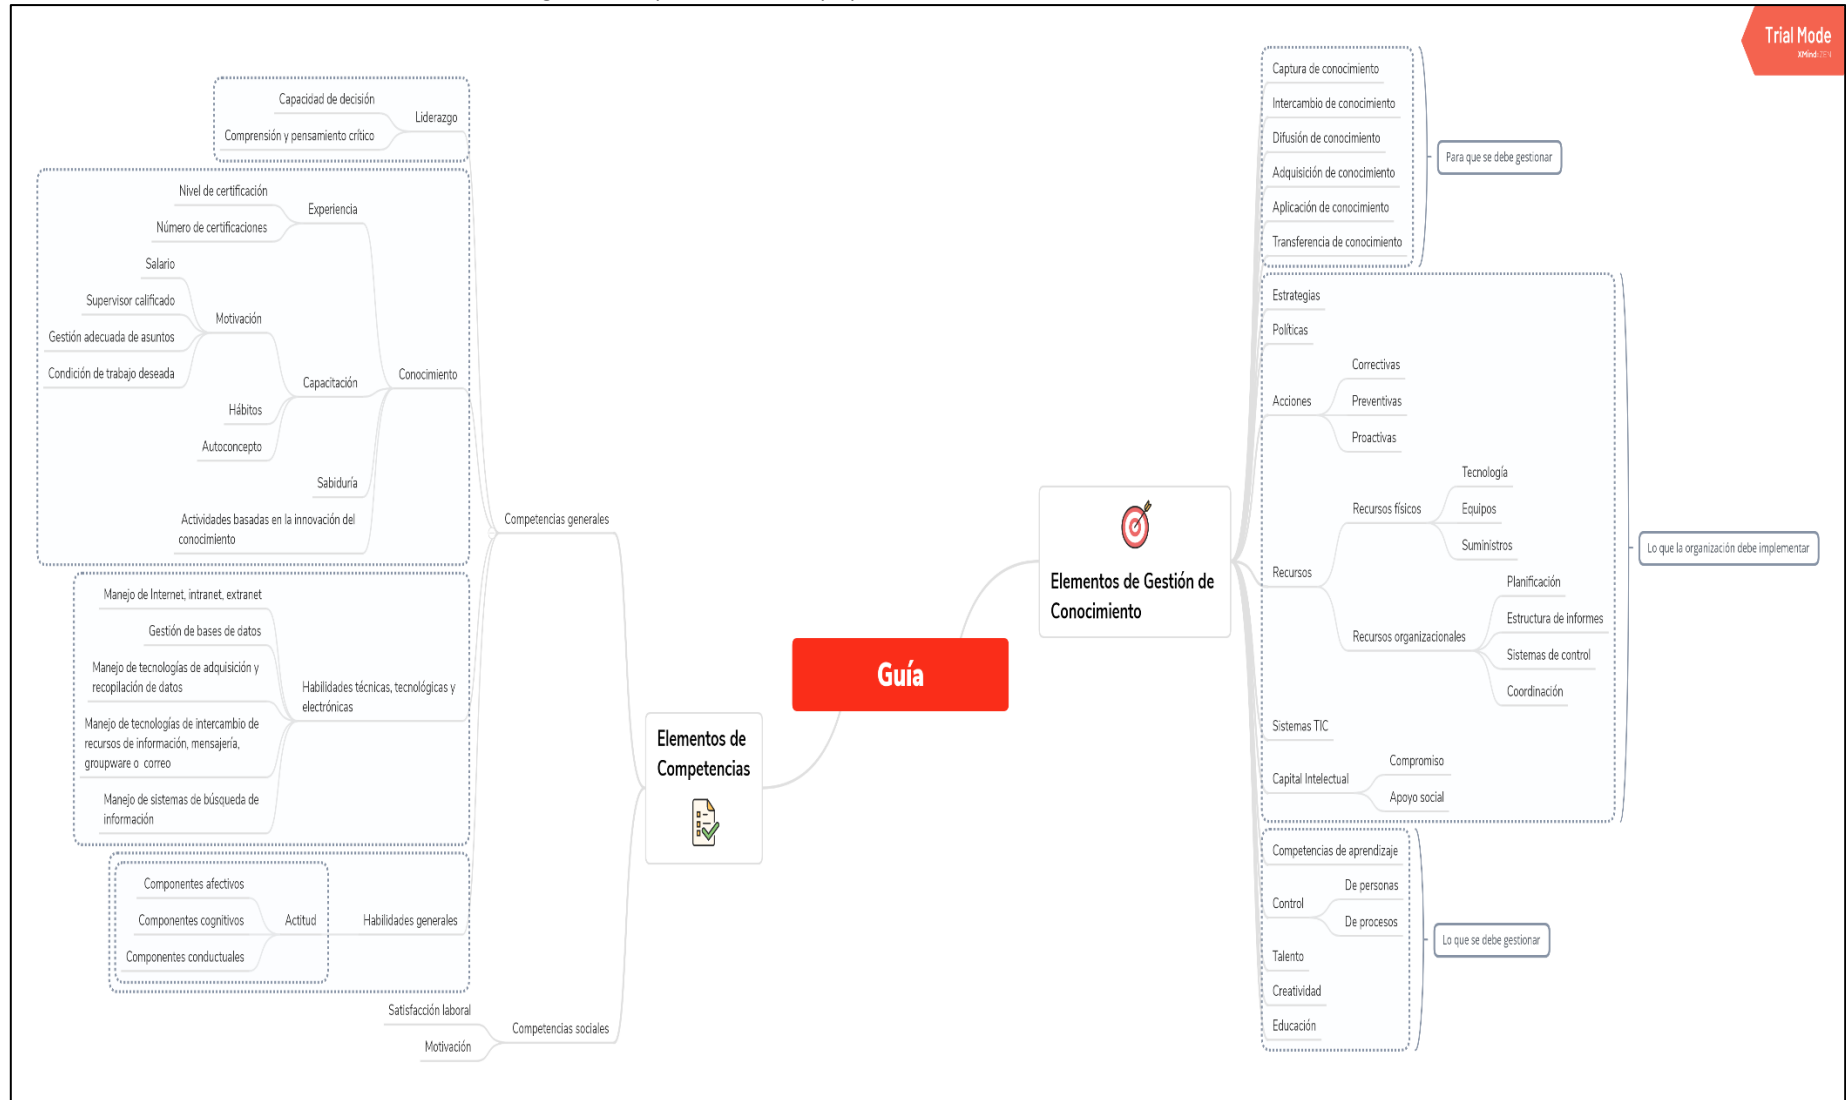 Trial Mode
XMind:ZEN
Capacidad de decisión
Comprensión y pensamiento crítico
Liderazgo
Nivel de certificación
Número de certificaciones
Experiencia
Salario
Supervisor calificado
Gestión adecuada de asuntos
Condición de trabajo deseada
Motivación
Hábitos
Autoconcepto
Capacitación
Sabiduría
Actividades basadas en la innovación del
conocimiento
Conocimiento
Manejo de Internet, intranet, extranet
Gestión de bases de datos
Manejo de tecnologías de adquisición y
recopilación de datos
Manejo de tecnologías de intercambio de
recursos de información, mensajería,
groupware o correo
Manejo de sistemas de búsqueda de
información
Habilidades técnicas, tecnológicas y
electrónicas
Componentes afectivos
Componentes cognitivos
Componentes conductuales
Actitud
Habilidades generales
Competencias generales
Satisfacción laboral
Motivación
Competencias sociales
Elementos de
Competencias
Guía
Elementos de Gestión de
Conocimiento
Captura de conocimiento
Intercambio de conocimiento
Difusión de conocimiento
Adquisición de conocimiento
Aplicación de conocimiento
Transferencia de conocimiento
Para que se debe gestionar
Estrategias
Políticas
Acciones
Correctivas
Preventivas
Proactivas
Recursos
Recursos físicos
Tecnología
Equipos
Suministros
Recursos organizacionales
Planificación
Estructura de informes
Sistemas de control
Coordinación
Sistemas TIC
Capital Intelectual
Compromiso
Apoyo social
Lo que la organización debe implementar
Competencias de aprendizaje
Control
De personas
De procesos
Talento
Creatividad
Educación
Lo que se debe gestionar